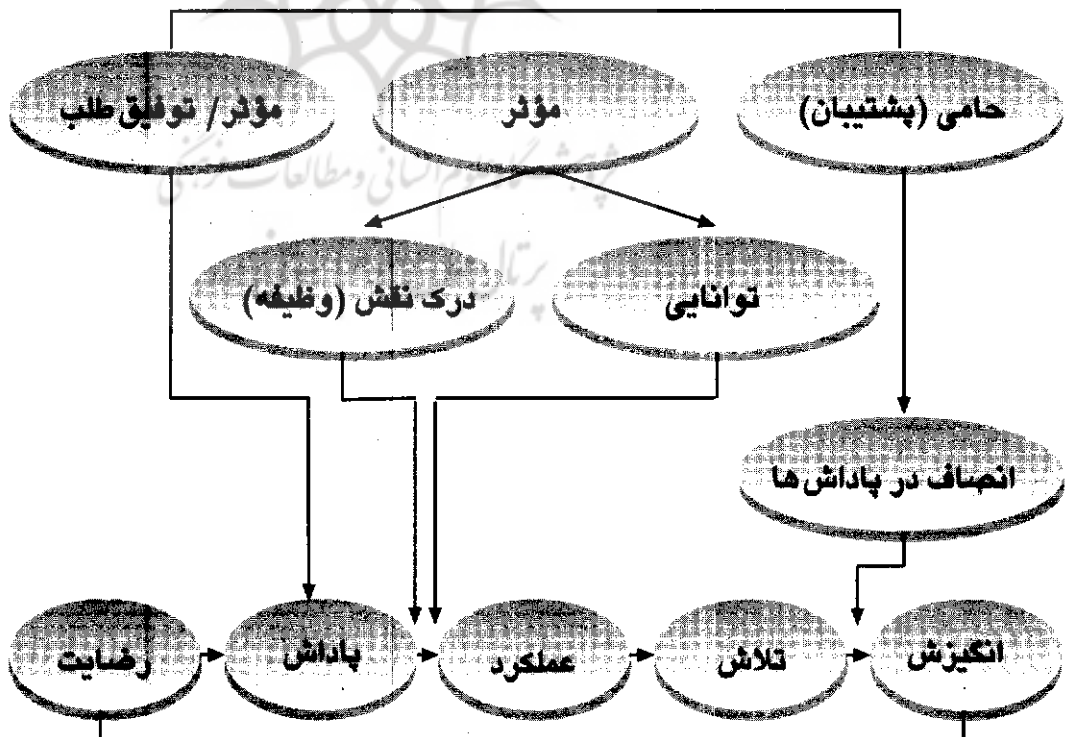 حامی (پشتیبان)
مؤثر
مؤثر / توفیق طلب
توانایی
درک نقش (وظیفه)
انصاف در پاداش‌ها
انگیزش
تلاش
عملکرد
پاداش
رضایت